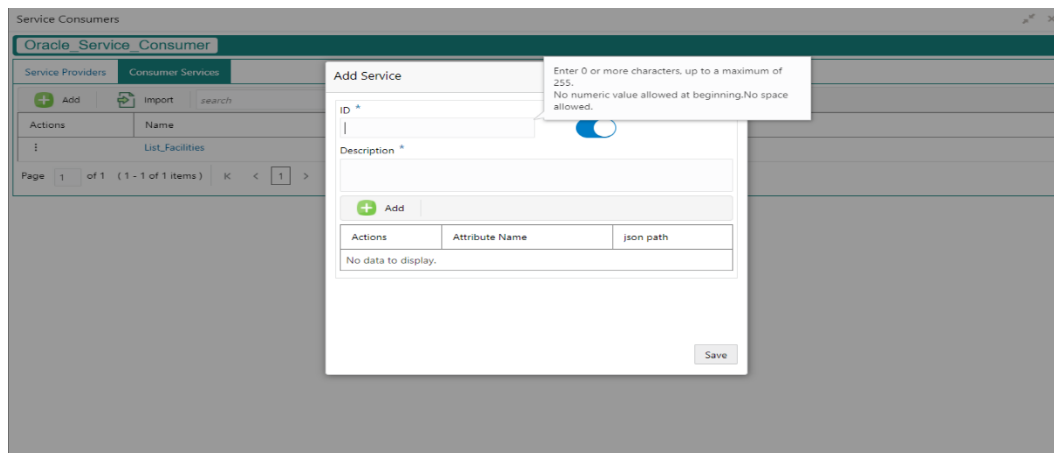 Service Consumers
Oracle_Service_Consumer
Service Providers Consumer Services
Add Import search
Actions Name
List_Facilities
Page 1 of 1 (1 - 1 of 1 items) K < 1 >
Add Service
Enter 0 or more characters, up to a maximum of
255.
No numeric value allowed at beginning.No space
allowed.
ID *
Description *
Add
Actions Attribute Name json path
No data to display.
Save